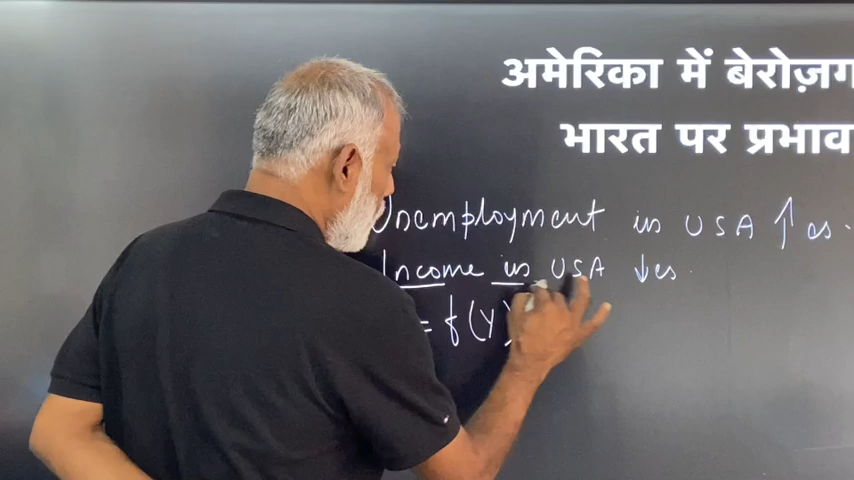 अमेरिका में बेरोज़ग
भारत पर प्रभाव
Unemployment in USA ↑es.
Income in USA ↓es.
= f(Y)